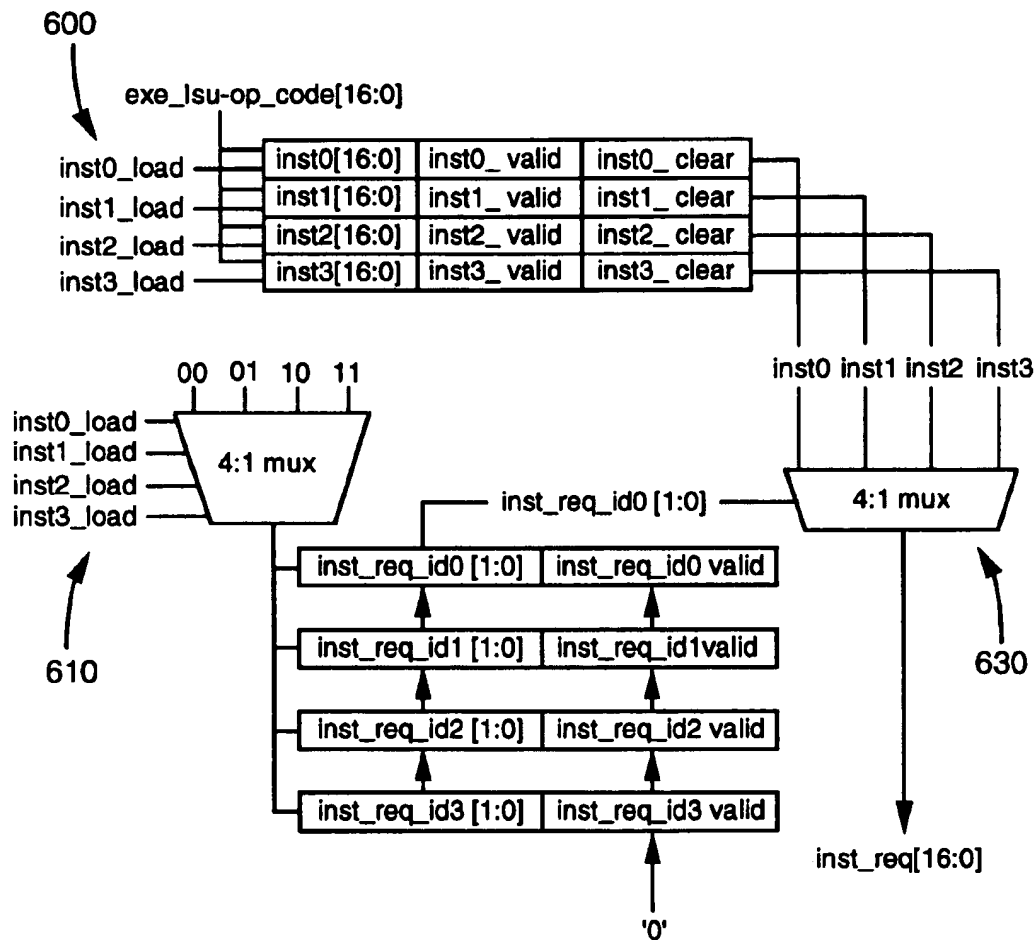 600
exe_lsu-op_code[16:0]
inst0_load inst0[16:0] inst0_ valid inst0_ clear
inst1_load inst1[16:0] inst1_ valid inst1_ clear
inst2_load inst2[16:0] inst2_ valid inst2_ clear
inst3_load inst3[16:0] inst3_ valid inst3_ clear
inst0 inst1 inst2 inst3
00 01 10 11
inst0_load
inst1_load
inst2_load
inst3_load
4:1 mux
610
inst_req_id0 [1:0]
4:1 mux
630
inst_req_id0 [1:0] inst_req_id0 valid
inst_req_id1 [1:0] inst_req_id1valid
inst_req_id2 [1:0] inst_req_id2 valid
inst_req_id3 [1:0] inst_req_id3 valid
inst_req[16:0]
'0'